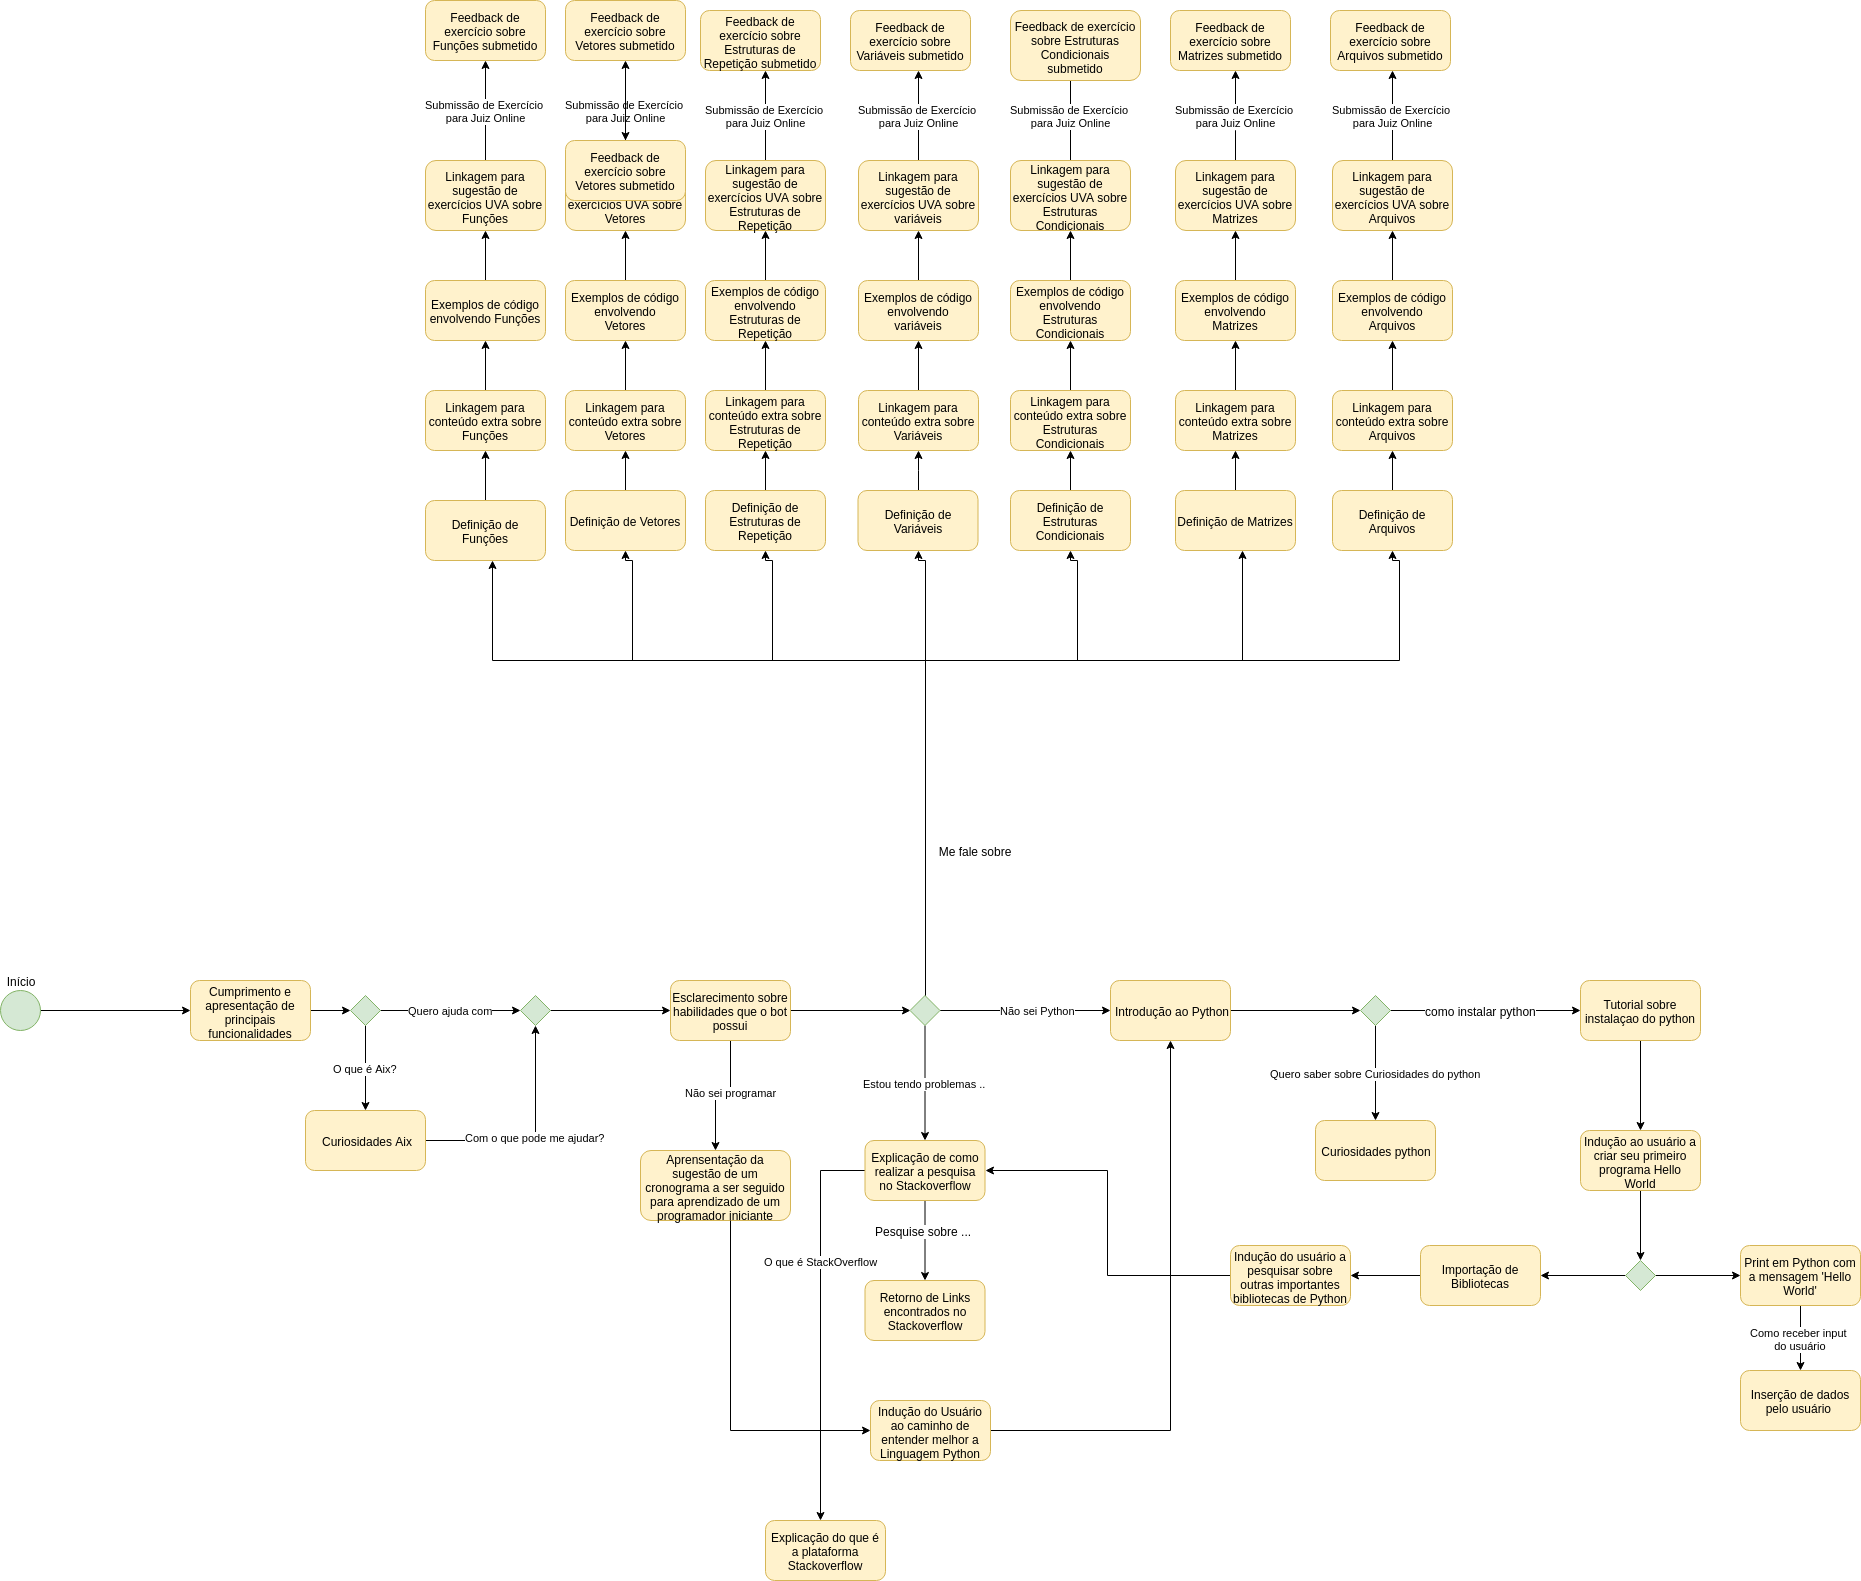 Feedback de
exercício sobre
Funções submetido
Feedback de
exercício sobre
Vetores submetido
Feedback de
exercício sobre
Estruturas de
Repetição submetido
Feedback de
exercício sobre
Variáveis submetido
Feedback de exercício
sobre Estruturas
Condicionais
submetido
Feedback de
exercício sobre
Matrizes submetido
Feedback de
exercício sobre
Arquivos submetido
Submissão de Exercício
para Juiz Online
Submissão de Exercício
para Juiz Online
Submissão de Exercício
para Juiz Online
Submissão de Exercício
para Juiz Online
Submissão de Exercício
para Juiz Online
Submissão de Exercício
para Juiz Online
Submissão de Exercício
para Juiz Online
Linkagem para
sugestão de
exercícios UVA sobre
Funções
Feedback de
exercício sobre
Vetores submetido
exercícios UVA sobre
Vetores
Linkagem para
sugestão de
exercícios UVA sobre
Estruturas de
Repetição
Linkagem para
sugestão de
exercícios UVA sobre
variáveis
Linkagem para
sugestão de
exercícios UVA sobre
Estruturas
Condicionais
Linkagem para
sugestão de
exercícios UVA sobre
Matrizes
Linkagem para
sugestão de
exercícios UVA sobre
Arquivos
Exemplos de código
envolvendo Funções
Exemplos de código
envolvendo
Vetores
Exemplos de código
envolvendo
Estruturas de
Repetição
Exemplos de código
envolvendo
variáveis
Exemplos de código
envolvendo
Estruturas
Condicionais
Exemplos de código
envolvendo
Matrizes
Exemplos de código
envolvendo
Arquivos
Linkagem para
conteúdo extra sobre
Funções
Linkagem para
conteúdo extra sobre
Vetores
Linkagem para
conteúdo extra sobre
Estruturas de
Repetição
Linkagem para
conteúdo extra sobre
Variáveis
Linkagem para
conteúdo extra sobre
Estruturas
Condicionais
Linkagem para
conteúdo extra sobre
Matrizes
Linkagem para
conteúdo extra sobre
Arquivos
Definição de
Funções
Definição de Vetores
Definição de
Estruturas de
Repetição
Definição de
Variáveis
Definição de
Estruturas
Condicionais
Definição de Matrizes
Definição de
Arquivos
Me fale sobre
Início
Cumprimento e
apresentação de
principais
funcionalidades
Quero ajuda com
O que é Aix?
Curiosidades Aix
Com o que pode me ajudar?
Esclarecimento sobre
habilidades que o bot
possui
Não sei programar
Aprensentação da
sugestão de um
cronograma a ser seguido
para aprendizado de um
programador iniciante
Não sei Python
Estou tendo problemas ..
Explicação de como
realizar a pesquisa
no Stackoverflow
Pesquise sobre ...
O que é StackOverflow
Retorno de Links
encontrados no
Stackoverflow
Indução do Usuário
ao caminho de
entender melhor a
Linguagem Python
Explicação do que é
a plataforma
Stackoverflow
Introdução ao Python
como instalar python
Quero saber sobre Curiosidades do python
Curiosidades python
Tutorial sobre
instalaçao do python
Indução ao usuário a
criar seu primeiro
programa Hello
World
Indução do usuário a
pesquisar sobre
outras importantes
bibliotecas de Python
Importação de
Bibliotecas
Print em Python com
a mensagem 'Hello
World'
Como receber input
do usuário
Inserção de dados
pelo usuário